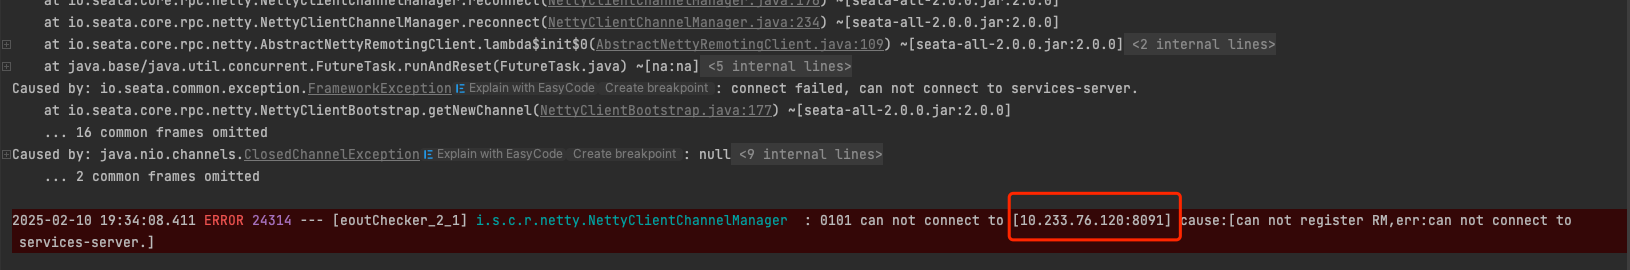 at io.seata.core.rpc.netty.NettyClientChannelManager.reconnect(NettyClientChannelManager.java:176) ~[seata-all-2.0.0.jar:2.0.0]
at io.seata.core.rpc.netty.NettyClientChannelManager.reconnect(NettyClientChannelManager.java:234) ~[seata-all-2.0.0.jar:2.0.0]
at io.seata.core.rpc.netty.AbstractNettyRemotingClient.lambda$init$0(AbstractNettyRemotingClient.java:109) ~[seata-all-2.0.0.jar:2.0.0] <2 internal lines>
at java.base/java.util.concurrent.FutureTask.runAndReset(FutureTask.java) ~[na:na] <5 internal lines>
Caused by: io.seata.common.exception.FrameworkException Explain with EasyCode Create breakpoint : connect failed, can not connect to services-server.
at io.seata.core.rpc.netty.NettyClientBootstrap.getNewChannel(NettyClientBootstrap.java:177) ~[seata-all-2.0.0.jar:2.0.0]
... 16 common frames omitted
Caused by: java.nio.channels.ClosedChannelException Explain with EasyCode Create breakpoint : null <9 internal lines>
... 2 common frames omitted
2025-02-10 19:34:08.411 ERROR 24314 --- [eoutChecker_2_1] i.s.c.r.netty.NettyClientChannelManager : 0101 can not connect to [10.233.76.120:8091] cause:[can not register RM,err:can not connect to
services-server.]